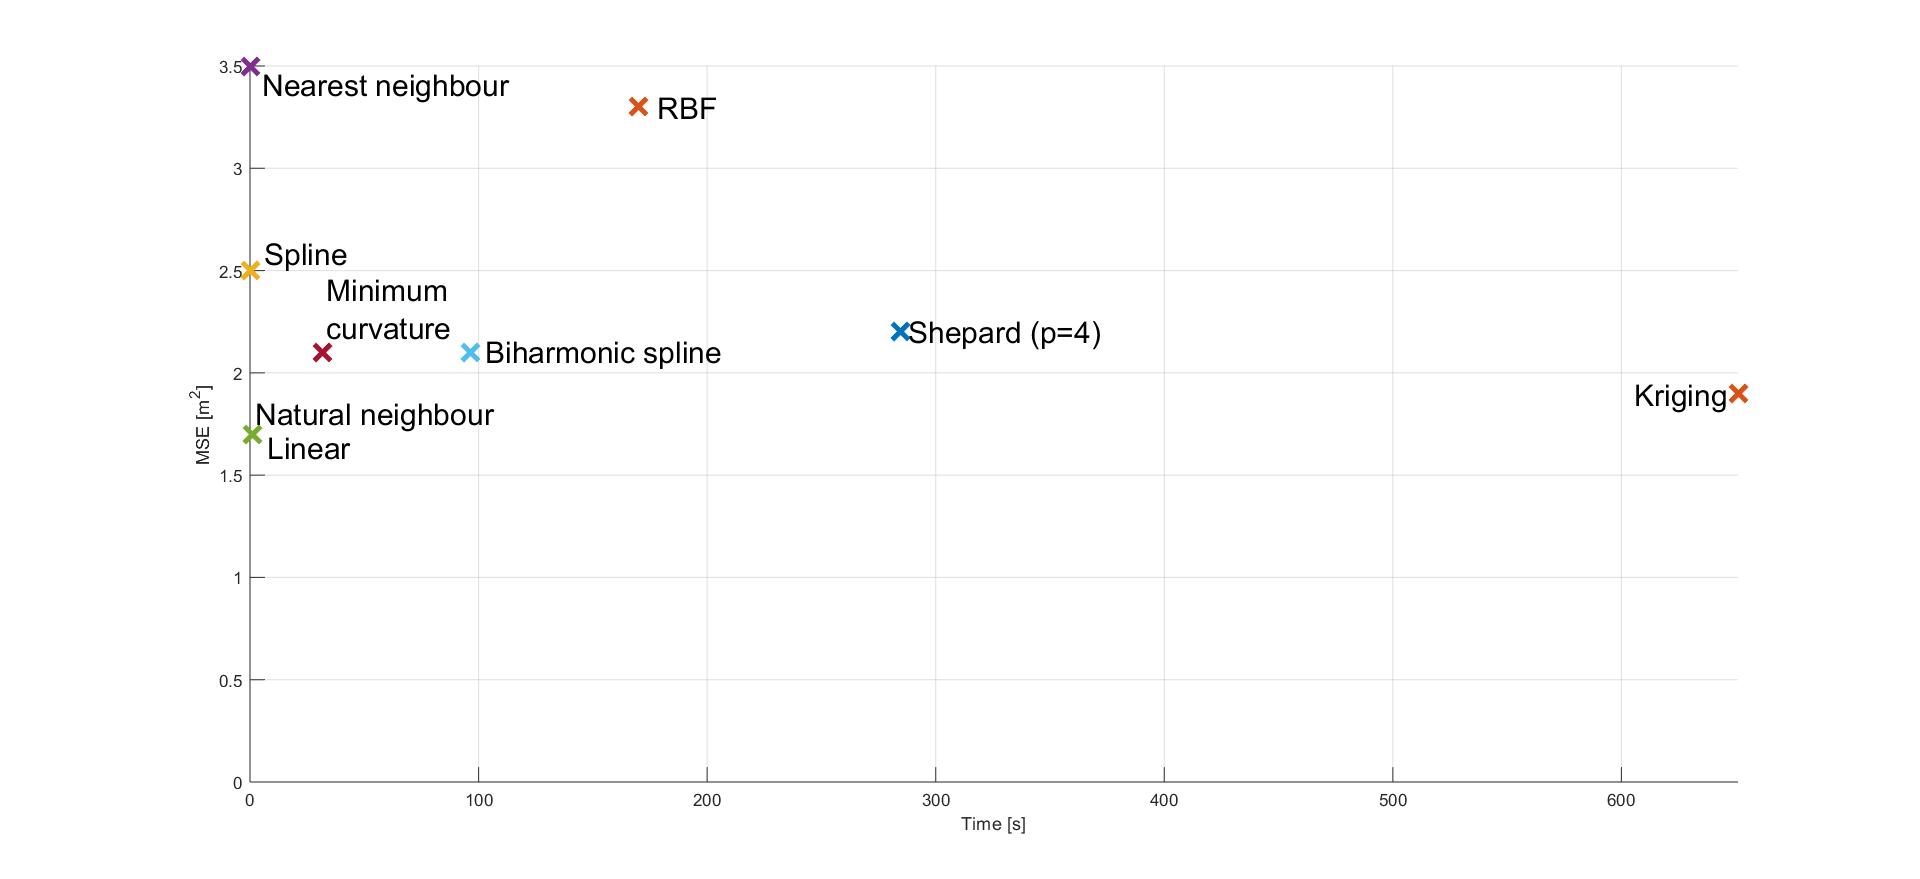 3.5
Nearest neighbour
RBF
3
Spline
2.5
Minimum
curvature
Biharmonic spline
Shepard (p=4)
2
Kriging
Natural neighbour
Linear
MSE [m²]
1.5
1
0.5
0
0 100 200 300 400 500 600
Time [s]